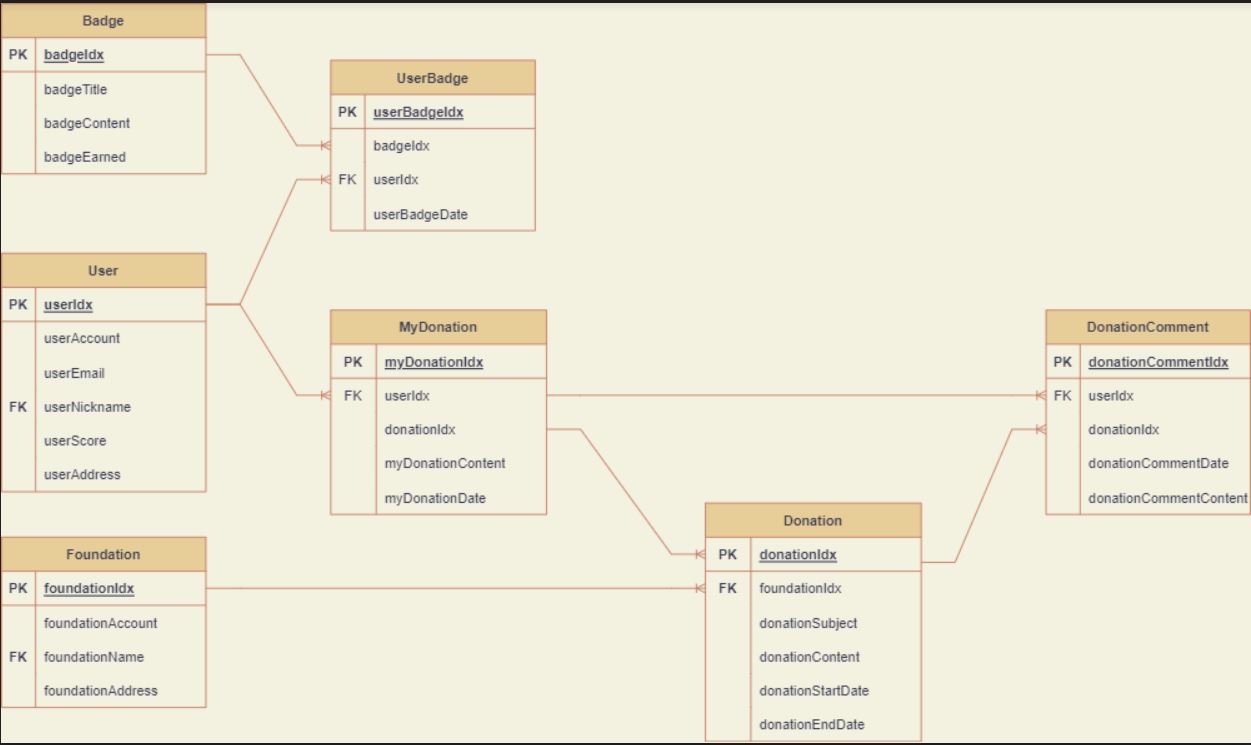 Badge
PK badgeIdx
badgeTitle
badgeContent
badgeEarned
UserBadge
PK userBadgeIdx
badgeIdx
FK userIdx
userBadgeDate
User
PK userIdx
userAccount
userEmail
FK userNickname
userScore
userAddress
MyDonation
PK myDonationIdx
FK userIdx
donationIdx
myDonationContent
myDonationDate
DonationComment
PK donationCommentIdx
FK userIdx
donationIdx
donationCommentDate
donationCommentContent
Foundation
PK foundationIdx
foundationAccount
FK foundationName
foundationAddress
Donation
PK donationIdx
FK foundationIdx
donationSubject
donationContent
donationStartDate
donationEndDate